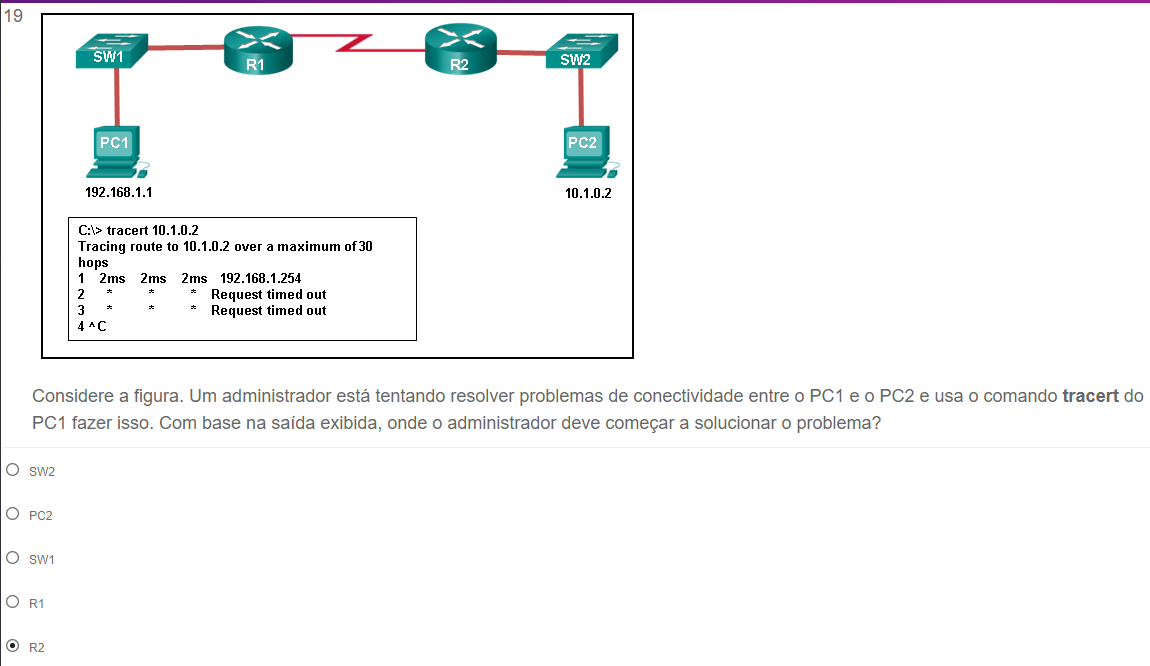 19
SW1
R1
R2
SW2
PC1
PC2
192.168.1.1
10.1.0.2
C:\> tracert 10.1.0.2
Tracing route to 10.1.0.2 over a maximum of 30
hops
1 2ms 2ms 2ms 192.168.1.254
2 * * * Request timed out
3 * * * Request timed out
4 ^C
Considere a figura. Um administrador está tentando resolver problemas de conectividade entre o PC1 e o PC2 e usa o comando tracert do
PC1 fazer isso. Com base na saída exibida, onde o administrador deve começar a solucionar o problema?
SW2
PC2
SW1
R1
R2